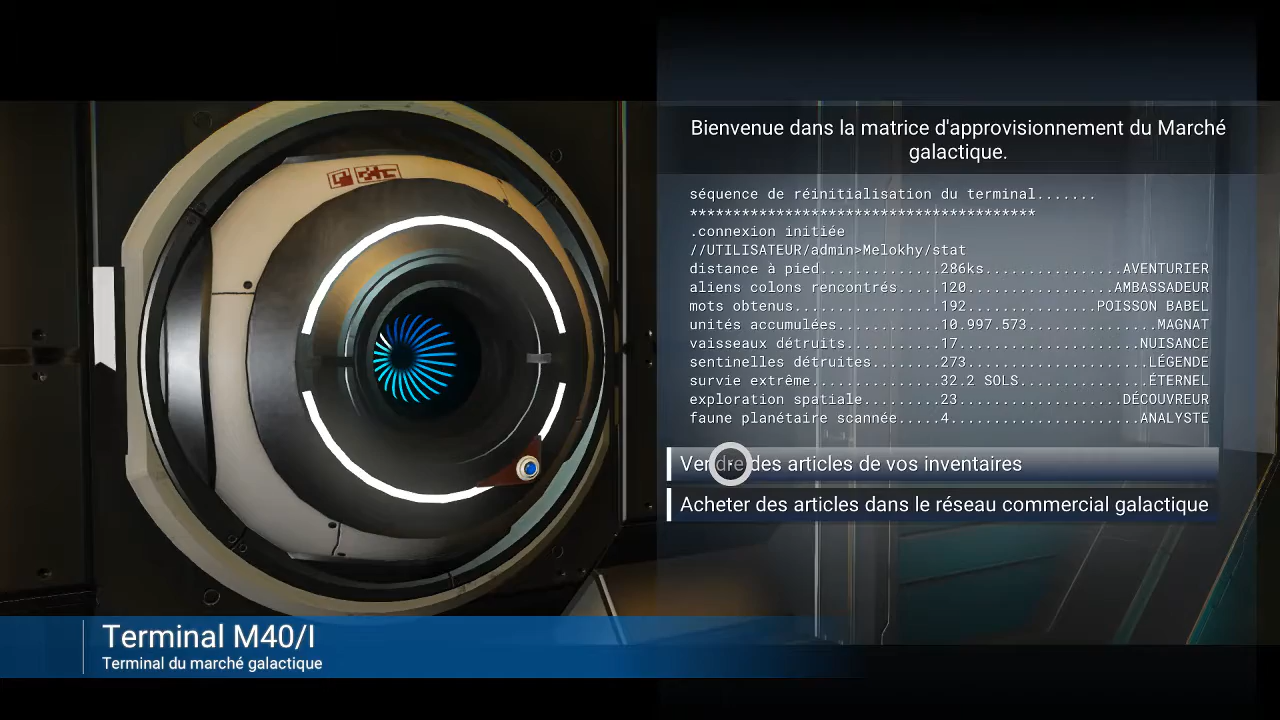 Bienvenue dans la matrice d'approvisionnement du Marché
galactique.
séquence de réinitialisation du terminal.......
****************************************
.connexion initiée
//UTILISATEUR/admin>Melokhy/stat
distance à pied..............286ks................AVENTURIER
aliens colons rencontrés.....120.................AMBASSADEUR
mots obtenus.................192...............POISSON BABEL
unités accumulées............10.997.573...............MAGNAT
vaisseaux détruits...........17.....................NUISANCE
sentinelles détruites........273.....................LÉGENDE
survie extrême...............32.2 SOLS...............ÉTERNEL
exploration spatiale.........23...................DÉCOUVREUR
faune planétaire scannée.....4......................ANALYSTE
Vendre des articles de vos inventaires
Acheter des articles dans le réseau commercial galactique
Terminal M40/I
Terminal du marché galactique